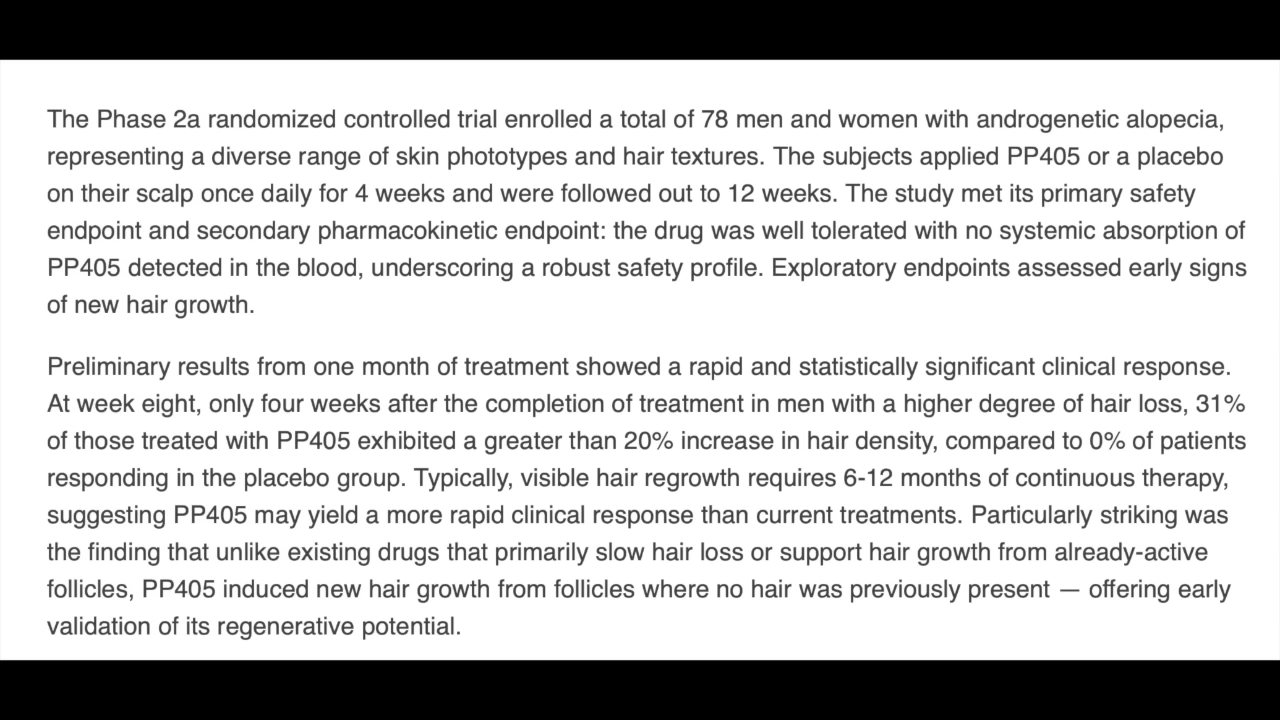 The Phase 2a randomized controlled trial enrolled a total of 78 men and women with androgenetic alopecia,
representing a diverse range of skin phototypes and hair textures. The subjects applied PP405 or a placebo
on their scalp once daily for 4 weeks and were followed out to 12 weeks. The study met its primary safety
endpoint and secondary pharmacokinetic endpoint: the drug was well tolerated with no systemic absorption of
PP405 detected in the blood, underscoring a robust safety profile. Exploratory endpoints assessed early signs
of new hair growth.
Preliminary results from one month of treatment showed a rapid and statistically significant clinical response.
At week eight, only four weeks after the completion of treatment in men with a higher degree of hair loss, 31%
of those treated with PP405 exhibited a greater than 20% increase in hair density, compared to 0% of patients
responding in the placebo group. Typically, visible hair regrowth requires 6-12 months of continuous therapy,
suggesting PP405 may yield a more rapid clinical response than current treatments. Particularly striking was
the finding that unlike existing drugs that primarily slow hair loss or support hair growth from already-active
follicles, PP405 induced new hair growth from follicles where no hair was previously present — offering early
validation of its regenerative potential.